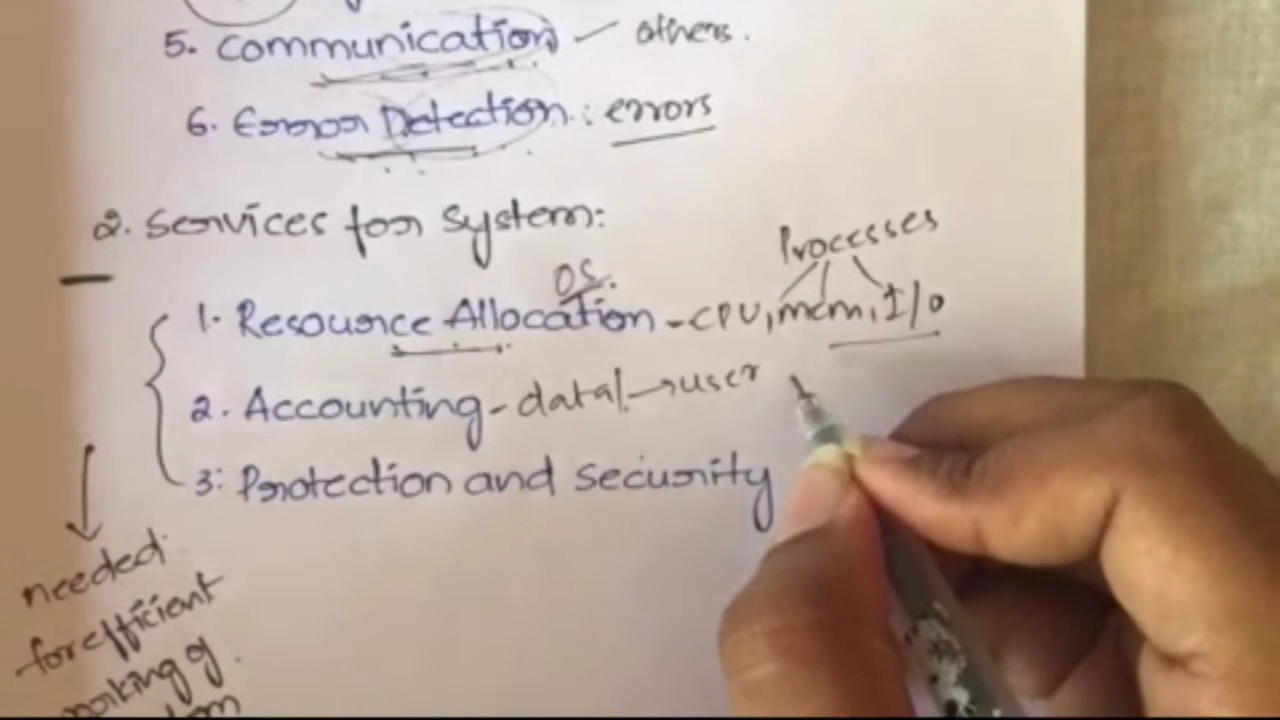 5. Communication - others.
6. Error Detection : errors
2. Services for System:
Processes
OS.
1. Resource Allocation - CPU, mem, I/O
2. Accounting - data. → user
3: Protection and security
needed
for efficient
working of